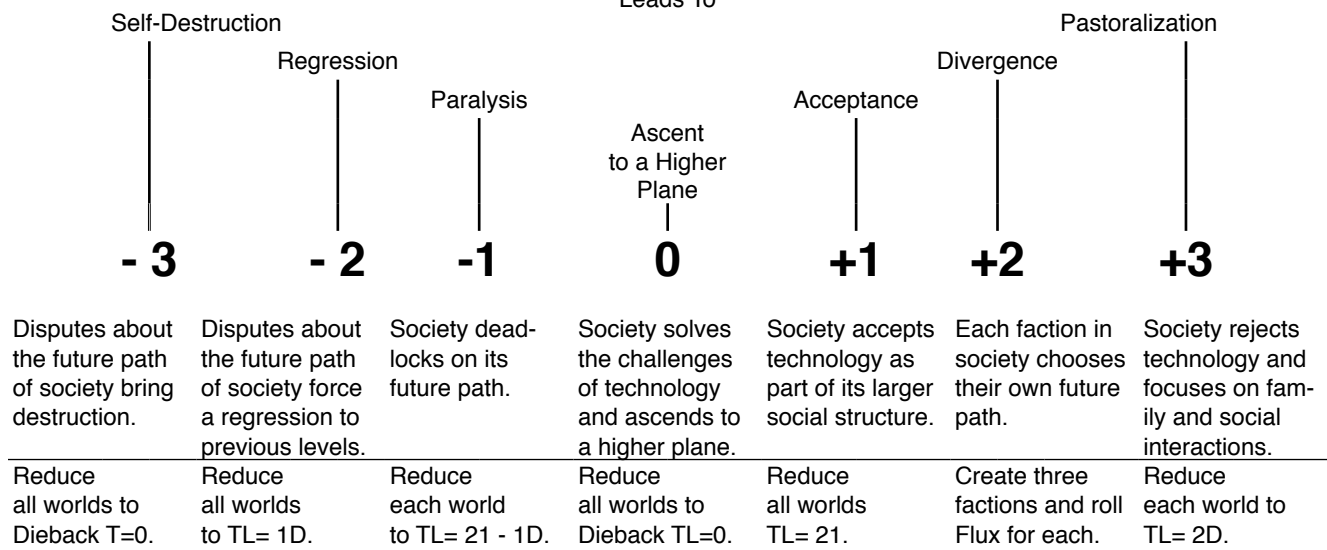 Leads To
Self-Destruction
Pastoralization
Regression
Divergence
Paralysis
Acceptance
Ascent
to a Higher
Plane
- 3
- 2
-1
0
+1
+2
+3
Disputes about
the future path
of society bring
destruction.
Disputes about
the future path
of society force
a regression to
previous levels.
Society dead-
locks on its
future path.
Society solves
the challenges
of technology
and ascends to
a higher plane.
Society accepts
technology as
part of its larger
social structure.
Each faction in
society chooses
their own future
path.
Society rejects
technology and
focuses on fam-
ily and social
interactions.
Reduce
all worlds to
Dieback T=0.
Reduce
all worlds
to TL= 1D.
Reduce
each world
to TL= 21 - 1D.
Reduce
all worlds to
Dieback TL=0.
Reduce
all worlds
TL= 21.
Create three
factions and roll
Flux for each.
Reduce
each world to
TL= 2D.